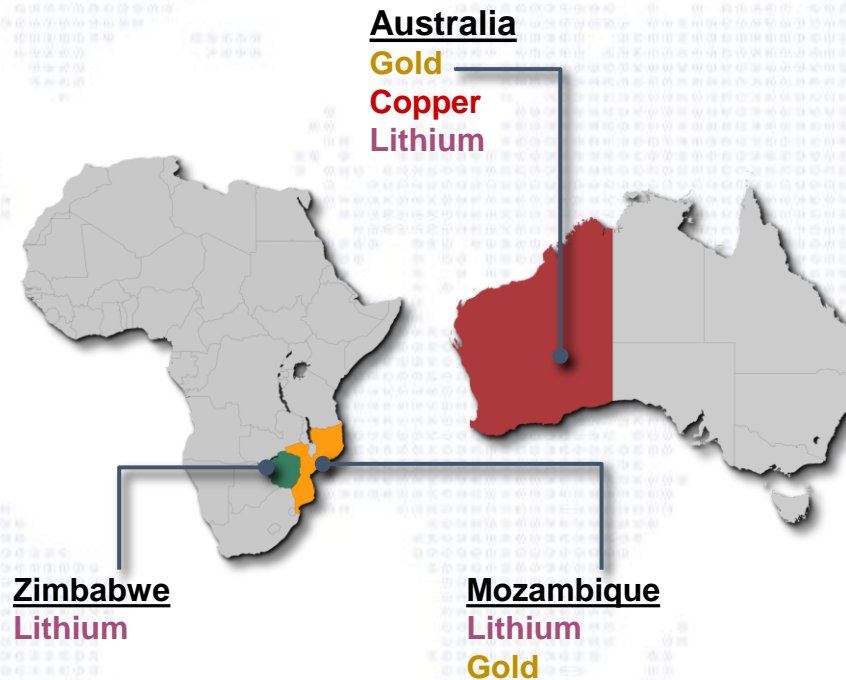 Australia
Gold
Copper
Lithium
Zimbabwe
Lithium
Mozambique
Lithium
Gold